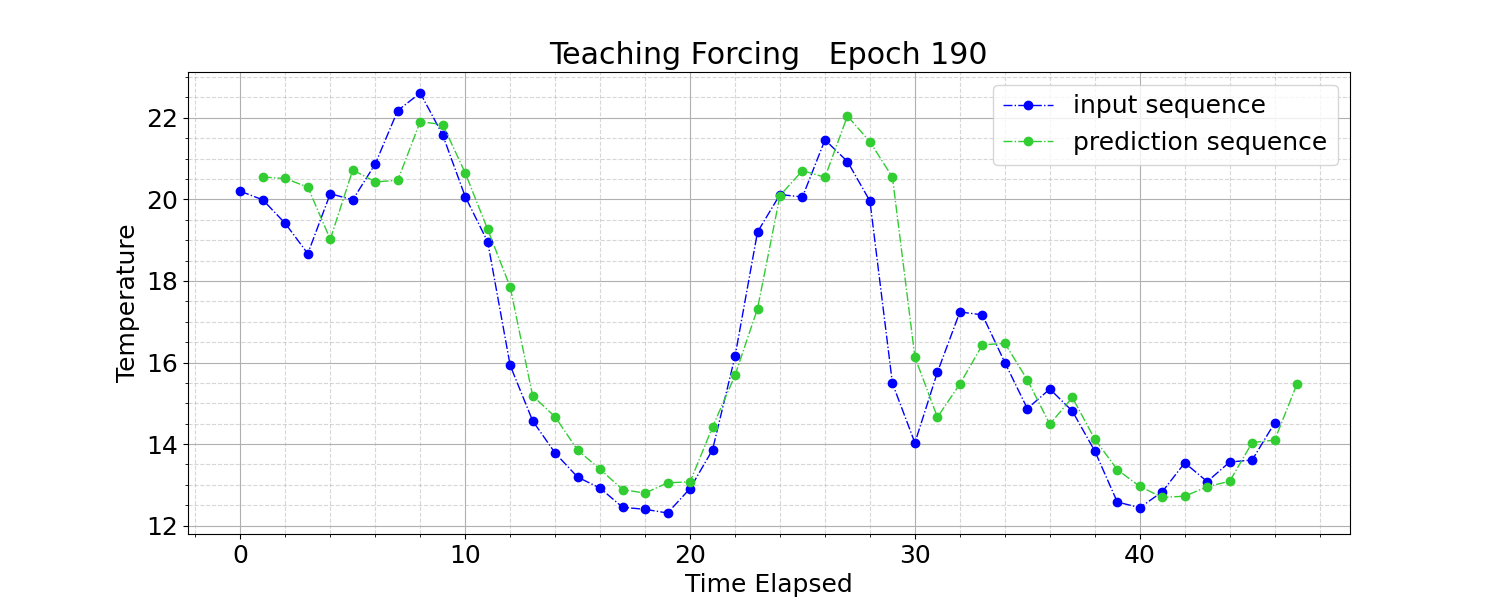 Teaching Forcing   Epoch 190
input sequence
prediction sequence
Temperature
22
20
18
16
14
12
0 10 20 30 40
Time Elapsed